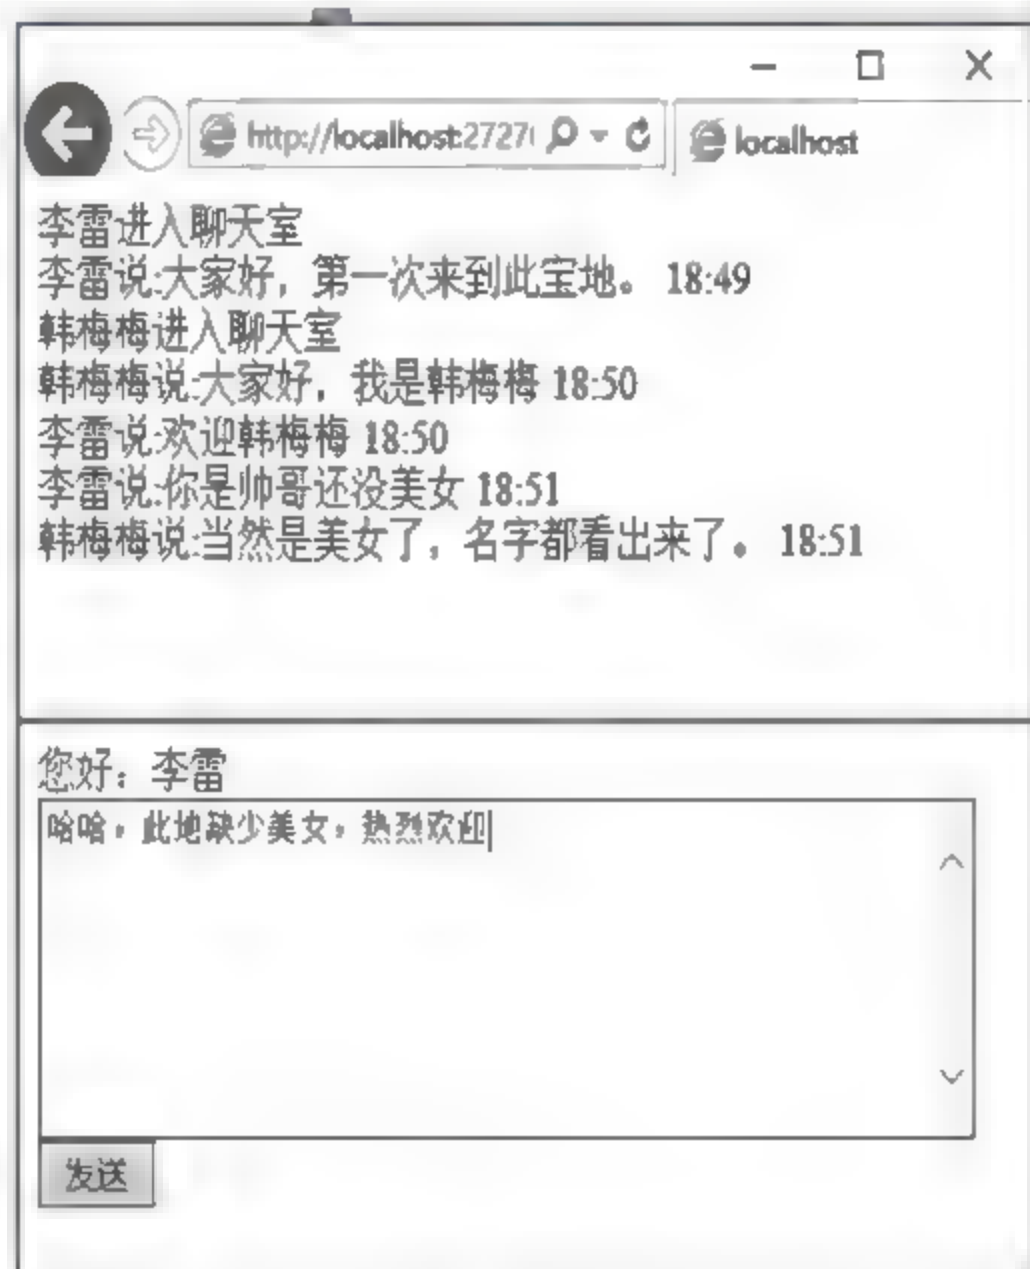 http://localhost:2727 localhost
李雷进入聊天室
李雷说:大家好，第一次来到此宝地。 18:49
韩梅梅进入聊天室
韩梅梅说:大家好，我是韩梅梅 18:50
李雷说:欢迎韩梅梅 18:50
李雷说:你是帅哥还没美女 18:51
韩梅梅说:当然是美女了，名字都看出来了。 18:51
您好：李雷
哈哈，此地缺少美女，热烈欢迎
发送